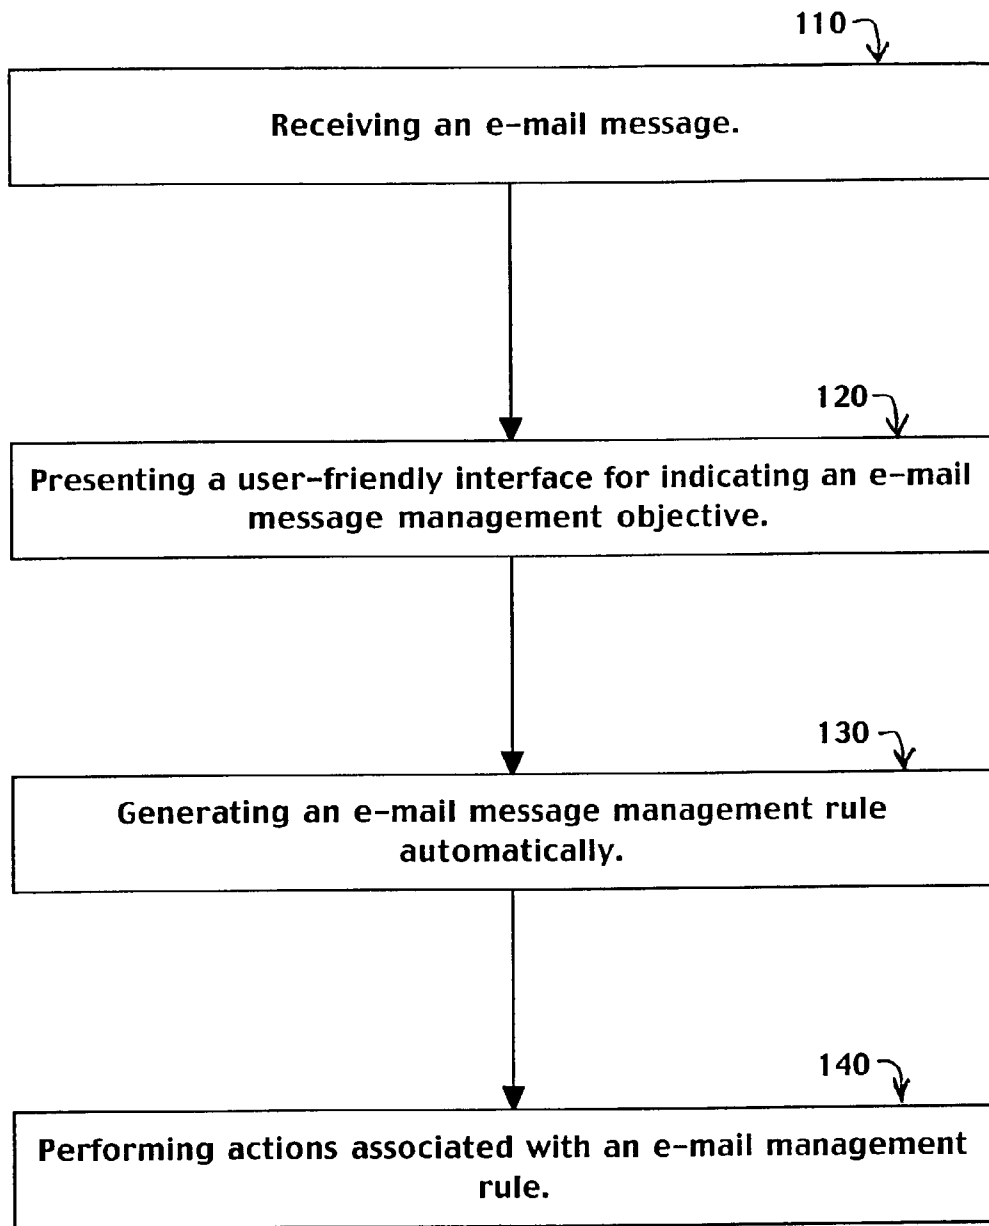 110
Receiving an e-mail message.
120
Presenting a user-friendly interface for indicating an e-mail
message management objective.
130
Generating an e-mail message management rule
automatically.
140
Performing actions associated with an e-mail management
rule.